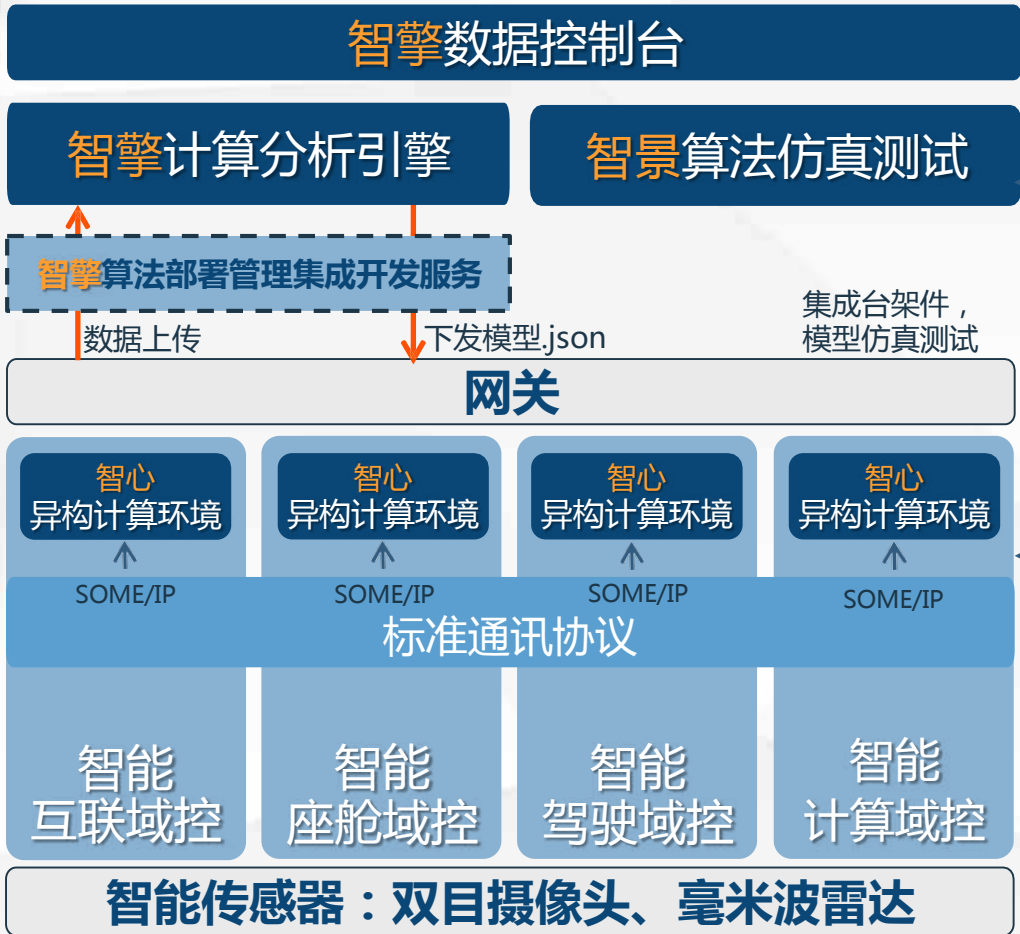 智擎数据控制台
智擎计算分析引擎
智景算法仿真测试
智擎算法部署管理集成开发服务
数据上传
下发模型.json
集成台架件，
模型仿真测试
网关
智心
异构计算环境
智心
异构计算环境
智心
异构计算环境
智心
异构计算环境
SOME/IP
SOME/IP
SOME/IP
SOME/IP
标准通讯协议
智能
互联域控
智能
座舱域控
智能
驾驶域控
智能
计算域控
智能传感器：双目摄像头、毫米波雷达